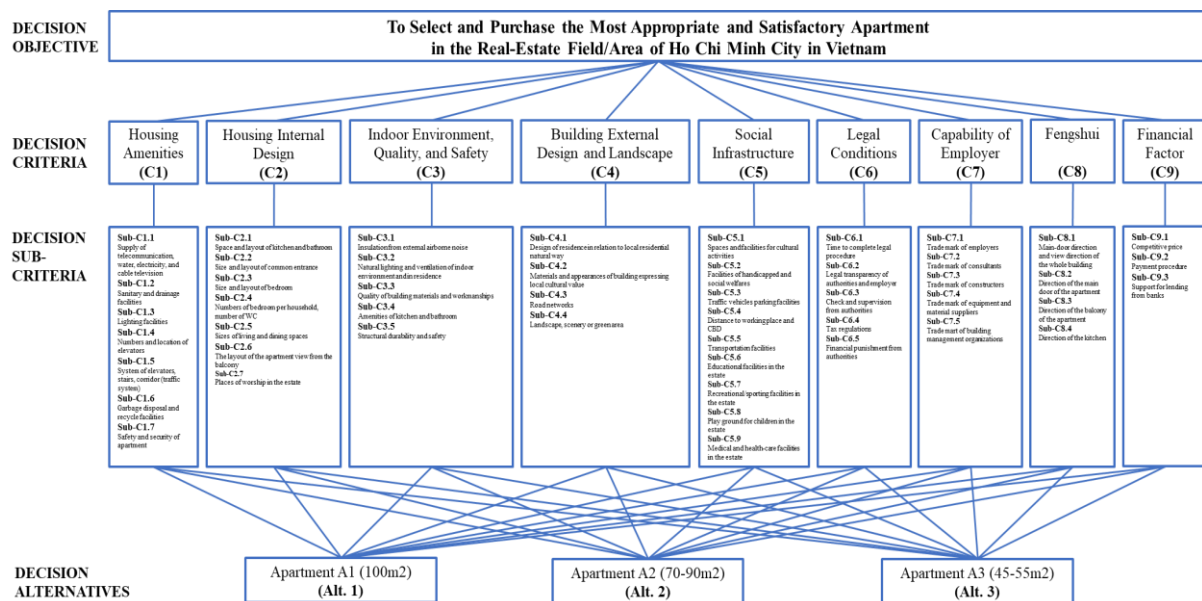 DECISION
OBJECTIVE
To Select and Purchase the Most Appropriate and Satisfactory Apartment
in the Real-Estate Field/Area of Ho Chi Minh City in Vietnam
DECISION
CRITERIA
Housing
Amenities
(C1)
Housing Internal
Design
(C2)
Indoor Environment,
Quality, and Safety
(C3)
Building External
Design and Landscape
(C4)
Social
Infrastructure
(C5)
Legal
Conditions
(C6)
Capability of
Employer
(C7)
Fengshui
(C8)
Financial
Factor
(C9)
DECISION
SUB-
CRITERIA
Sub-C1.1
Supply of
telecommunication,
water, electricity, and
cable television
Sub-C1.2
Sanitary and drainage
facilities
Sub-C1.3
Lighting facilities
Sub-C1.4
Numbers and location of
elevators
Sub-C1.5
System of elevators,
stairs, corridor (traffic
system)
Sub-C1.6
Garbage disposal and
recycle facilities
Sub-C1.7
Safety and security of
apartment
Sub-C2.1
Space and layout of kitchen and bathroom
Sub-C2.2
Size and layout of common entrance
Sub-C2.3
Size and layout of bedroom
Sub-C2.4
Numbers of bedroom per household,
number of WC
Sub-C2.5
Sizes of living and dining spaces
Sub-C2.6
The layout of the apartment view from the
balcony
Sub-C2.7
Places of worship in the estate
Sub-C3.1
Insulation from external airborne noise
Sub-C3.2
Natural lighting and ventilation of indoor
environment and in residence
Sub-C3.3
Quality of building materials and workmanships
Sub-C3.4
Amenities of kitchen and bathroom
Sub-C3.5
Structural durability and safety
Sub-C4.1
Design of residence in relation to local residential
natural way
Sub-C4.2
Materials and appearances of building expressing
local cultural value
Sub-C4.3
Road networks
Sub-C4.4
Landscape, scenery or green area
Sub-C5.1
Spaces and facilities for cultural
activities
Sub-C5.2
Facilities of handicapped and
social welfares
Sub-C5.3
Traffic vehicles parking facilities
Sub-C5.4
Distance to working place and
CBD
Sub-C5.5
Transportation facilities
Sub-C5.6
Educational facilities in the
estate
Sub-C5.7
Recreational/sporting facilities in
the estate
Sub-C5.8
Play ground for children in the
estate
Sub-C5.9
Medical and health-care facilities
in the estate
Sub-C6.1
Time to complete legal
procedure
Sub-C6.2
Legal transparency of
authorities and employer
Sub-C6.3
Check and supervision
from authorities
Sub-C6.4
Tax regulations
Sub-C6.5
Financial punishment from
authorities
Sub-C7.1
Trademark of employers
Sub-C7.2
Trademark of consultants
Sub-C7.3
Trademark of constructors
Sub-C7.4
Trademark of equipment and
material suppliers
Sub-C7.5
Trademark of building
management organizations
Sub-C8.1
Main-door direction
and view direction of
the whole building
Sub-C8.2
Direction of the main
door of the apartment
Sub-C8.3
Direction of the balcony
of the apartment
Sub-C8.4
Direction of the kitchen
Sub-C9.1
Competitive price
Sub-C9.2
Payment procedure
Sub-C9.3
Support for lending
from banks
DECISION
ALTERNATIVES
Apartment A1 (100m2)
(Alt. 1)
Apartment A2 (70-90m2)
(Alt. 2)
Apartment A3 (45-55m2)
(Alt. 3)